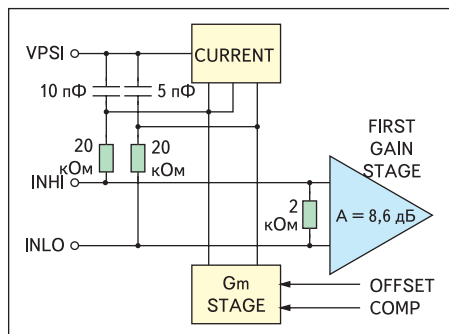 VPSI
CURRENT
10 пФ
5 пФ
FIRST
GAIN
STAGE
20
кОм
20
кОм
INHI
2
кОм
A = 8,6 дБ
INLO
Gm
STAGE
OFFSET
COMP